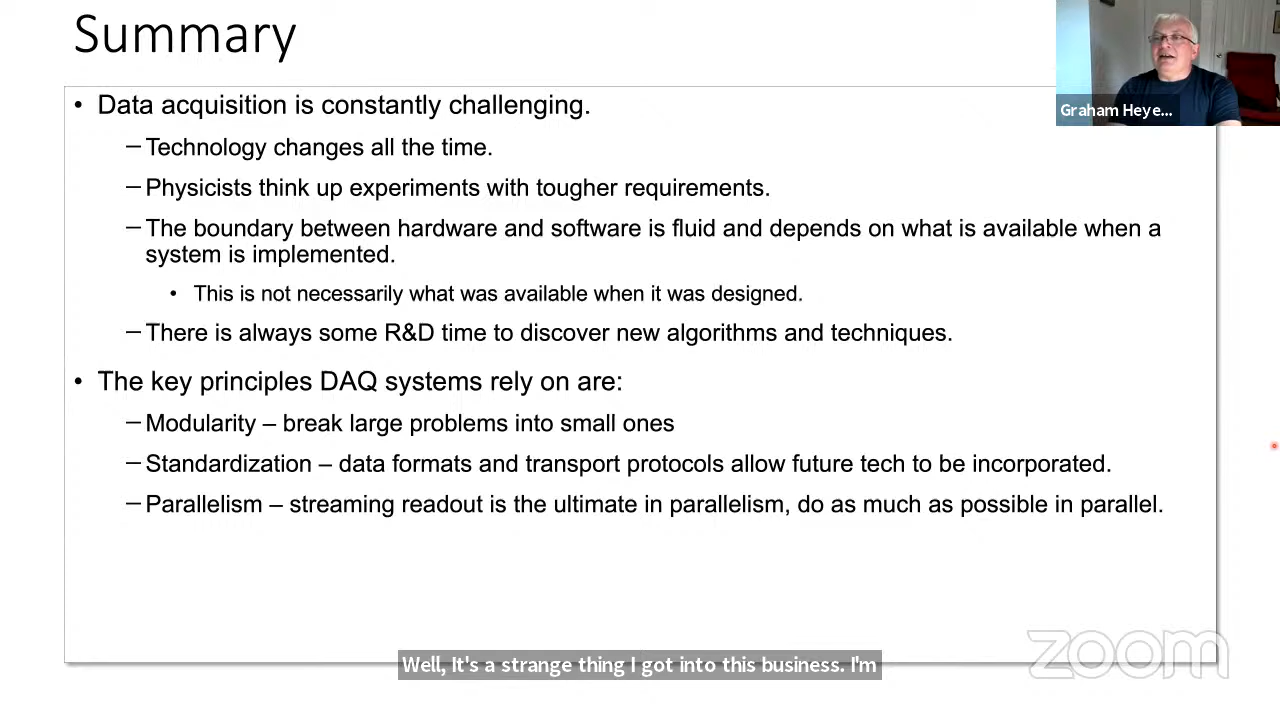 Summary
Graham Heye...
• Data acquisition is constantly challenging.
– Technology changes all the time.
– Physicists think up experiments with tougher requirements.
– The boundary between hardware and software is fluid and depends on what is available when a
system is implemented.
• This is not necessarily what was available when it was designed.
– There is always some R&D time to discover new algorithms and techniques.
• The key principles DAQ systems rely on are:
– Modularity – break large problems into small ones
– Standardization – data formats and transport protocols allow future tech to be incorporated.
– Parallelism – streaming readout is the ultimate in parallelism, do as much as possible in parallel.
zoom
Well, It's a strange thing I got into this business. I'm